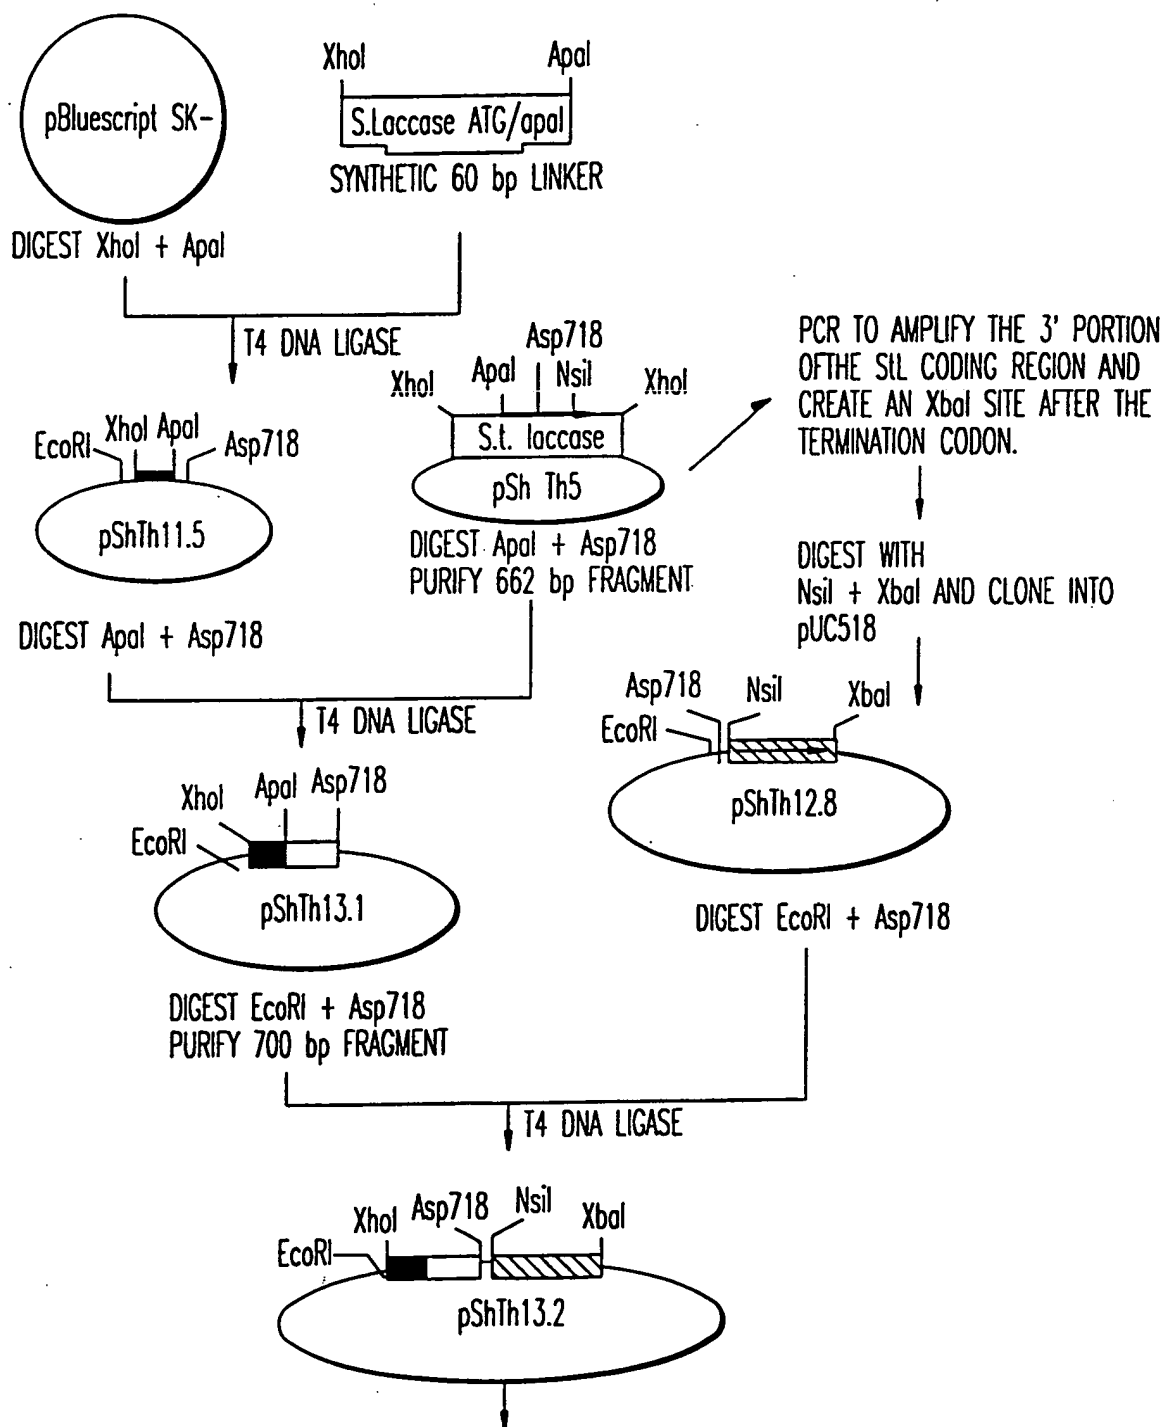 pBluescript SK-
XhoI ApaI
S.Laccase ATG/apaI
SYNTHETIC 60 bp LINKER
DIGEST XhoI + ApaI
T4 DNA LIGASE
EcoRI XhoI ApaI Asp718
pShTh11.5
DIGEST ApaI + Asp718
XhoI ApaI Asp718 NsiI XhoI
S.t. laccase
pSh Th5
DIGEST ApaI + Asp718
PURIFY 662 bp FRAGMENT
PCR TO AMPLIFY THE 3' PORTION
OFTHE StL CODING REGION AND
CREATE AN XbaI SITE AFTER THE
TERMINATION CODON.
DIGEST WITH
NsiI + XbaI AND CLONE INTO
pUC518
T4 DNA LIGASE
EcoRI XhoI ApaI Asp718
pShTh13.1
DIGEST EcoRI + Asp718
PURIFY 700 bp FRAGMENT
EcoRI Asp718 NsiI XbaI
pShTh12.8
DIGEST EcoRI + Asp718
T4 DNA LIGASE
EcoRI XhoI Asp718 NsiI XbaI
pShTh13.2